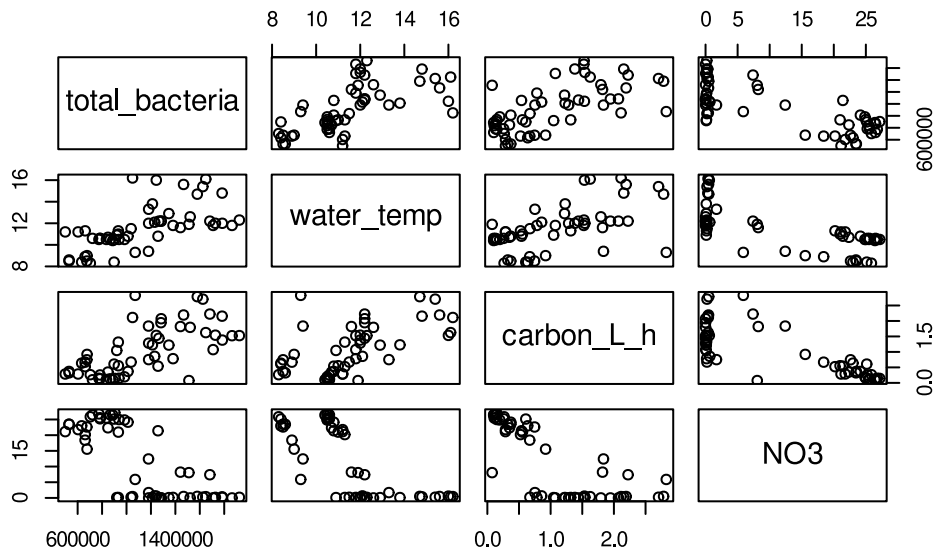 8 10 12 14 16
0 5 15 25
total_bacteria
600000
8 12 16
water_temp
carbon_L_h
0.0 1.5
0 15
NO3
600000 1400000
0.0 1.0 2.0